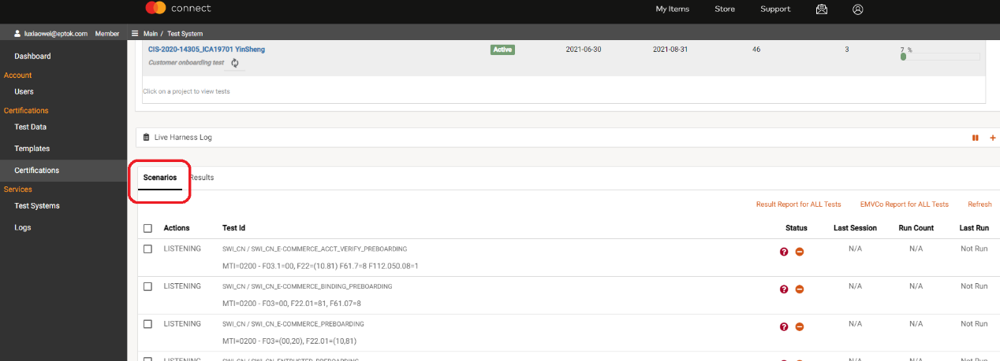 connect
My Items Store Support
luxiaowei@eptok.com Member Main / Test System
Dashboard
Account
Users
Certifications
Test Data
Templates
Certifications
Services
Test Systems
Logs
CIS-2020-14305_ICA19701 YinSheng Active 2021-06-30 2021-08-31 46 3 7 %
Customer onboarding test
Click on a project to view tests
Live Harness Log
Scenarios Results
Result Report for ALL Tests EMVCo Report for ALL Tests Refresh
Actions Test Id Status Last Session Run Count Last Run
LISTENING SWI_CN / SWI_CN_E-COMMERCE_ACCT_VERIFY_PREBOARDING N/A N/A Not Run
MTI=0200 - F03.1=00, F22=(10.81) F61.7=8 F112.050.08=1
LISTENING SWI_CN / SWI_CN_E-COMMERCE_BINDING_PREBOARDING N/A N/A Not Run
MTI=0200 - F03=00, F22.01=81, F61.07=8
LISTENING SWI_CN / SWI_CN_E-COMMERCE_PREBOARDING N/A N/A Not Run
MTI=0200 - F03=(00,20), F22.01=(10,81)